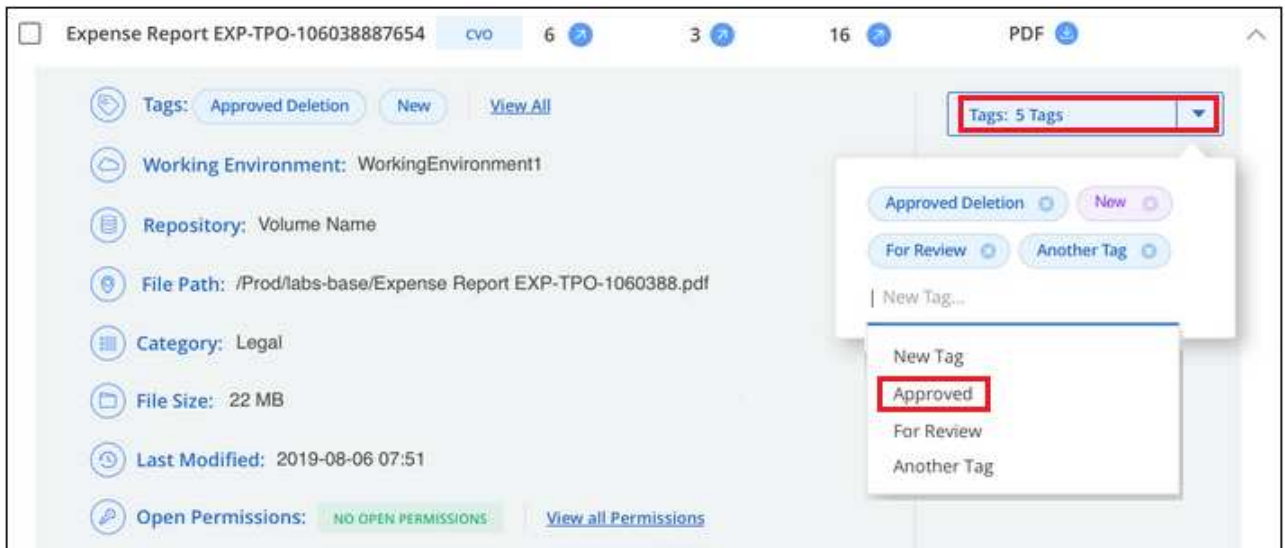 Expense Report EXP-TPO-106038887654 CVO 6 3 16 PDF
Tags: Approved Deletion New View All
Working Environment: WorkingEnvironment1
Repository: Volume Name
File Path: /Prod/labs-base/Expense Report EXP-TPO-1060388.pdf
Category: Legal
File Size: 22 MB
Last Modified: 2019-08-06 07:51
Open Permissions: NO OPEN PERMISSIONS View all Permissions
Tags: 5 Tags
Approved Deletion New
For Review Another Tag
New Tag...
New Tag
Approved
For Review
Another Tag